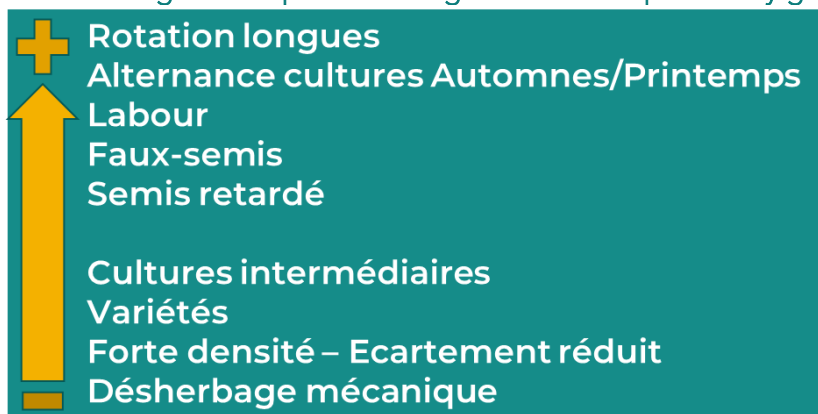 Rotation longues
Alternance cultures Automnes/Printemps
Labour
Faux-semis
Semis retardé
Cultures intermédiaires
Variétés
Forte densité – Ecartement réduit
Désherbage mécanique